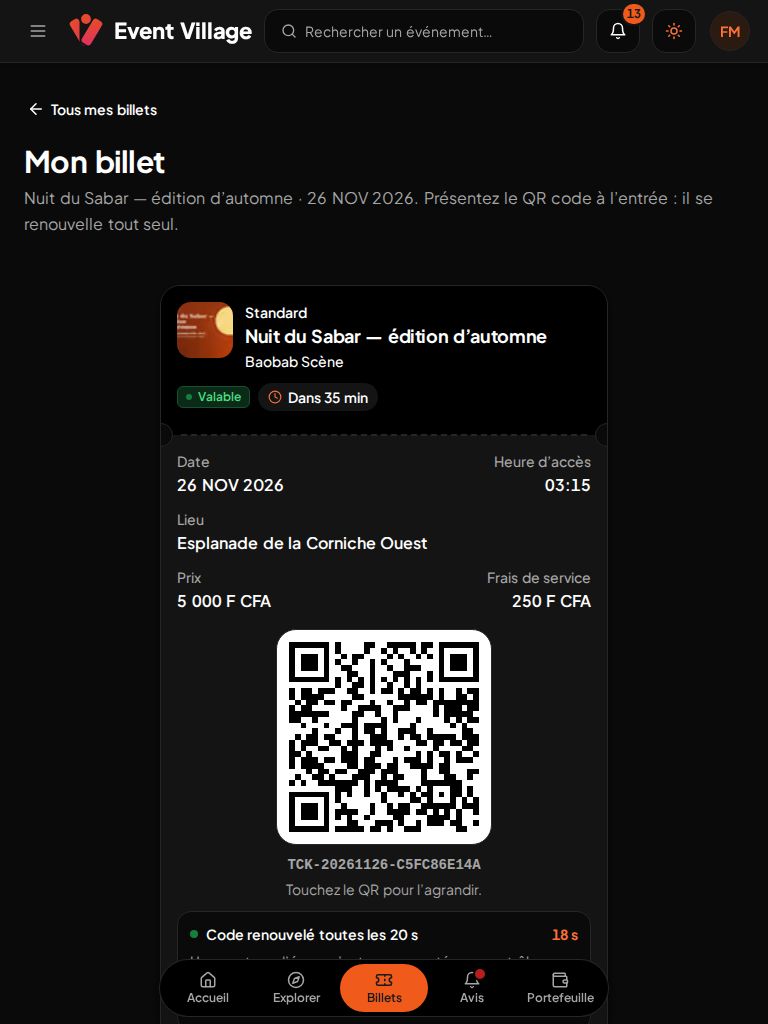 Event Village
Rechercher un événement…
13
FM
Tous mes billets
Mon billet
Nuit du Sabar — édition d’automne · 26 NOV 2026. Présentez le QR code à l’entrée : il se
renouvelle tout seul.
Standard
Nuit du Sabar — édition d’automne
Baobab Scène
Valable
Dans 35 min
Date
Heure d’accès
26 NOV 2026
03:15
Lieu
Esplanade de la Corniche Ouest
Prix
Frais de service
5 000 F CFA
250 F CFA
TCK-20261126-C5FC86E14A
Touchez le QR pour l’agrandir.
Code renouvelé toutes les 20 s
18 s
Accueil
Explorer
Billets
Avis
Portefeuille